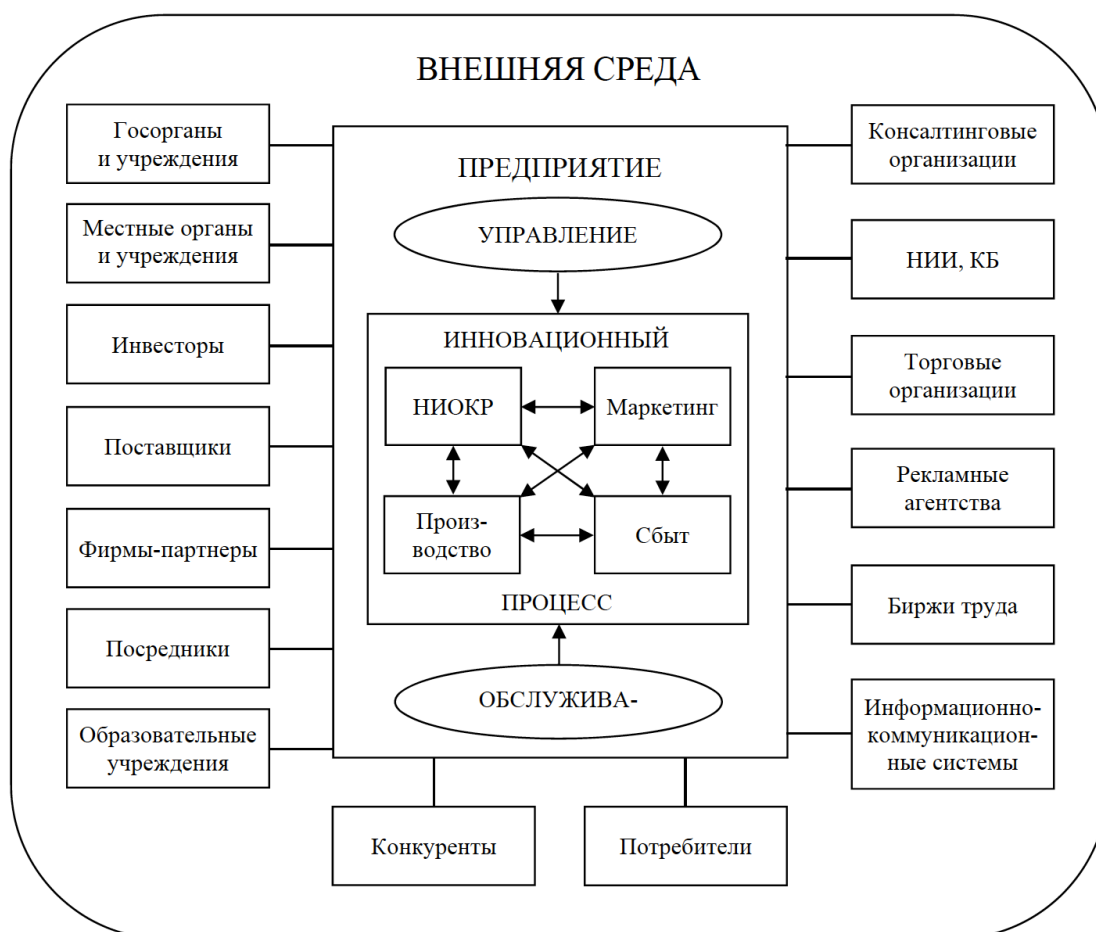 ВНЕШНЯЯ СРЕДА
Госорганы
и учреждения
Местные органы
и учреждения
Инвесторы
Поставщики
Фирмы-партнеры
Посредники
Образовательные
учреждения
ПРЕДПРИЯТИЕ
УПРАВЛЕНИЕ
ИННОВАЦИОННЫЙ
НИОКР
Маркетинг
Произ-
водство
Сбыт
ПРОЦЕСС
ОБСЛУЖИВА-
Консалтинговые
организации
НИИ, КБ
Торговые
организации
Рекламные
агентства
Биржи труда
Информационно-
коммуникацион-
ные системы
Конкуренты
Потребители